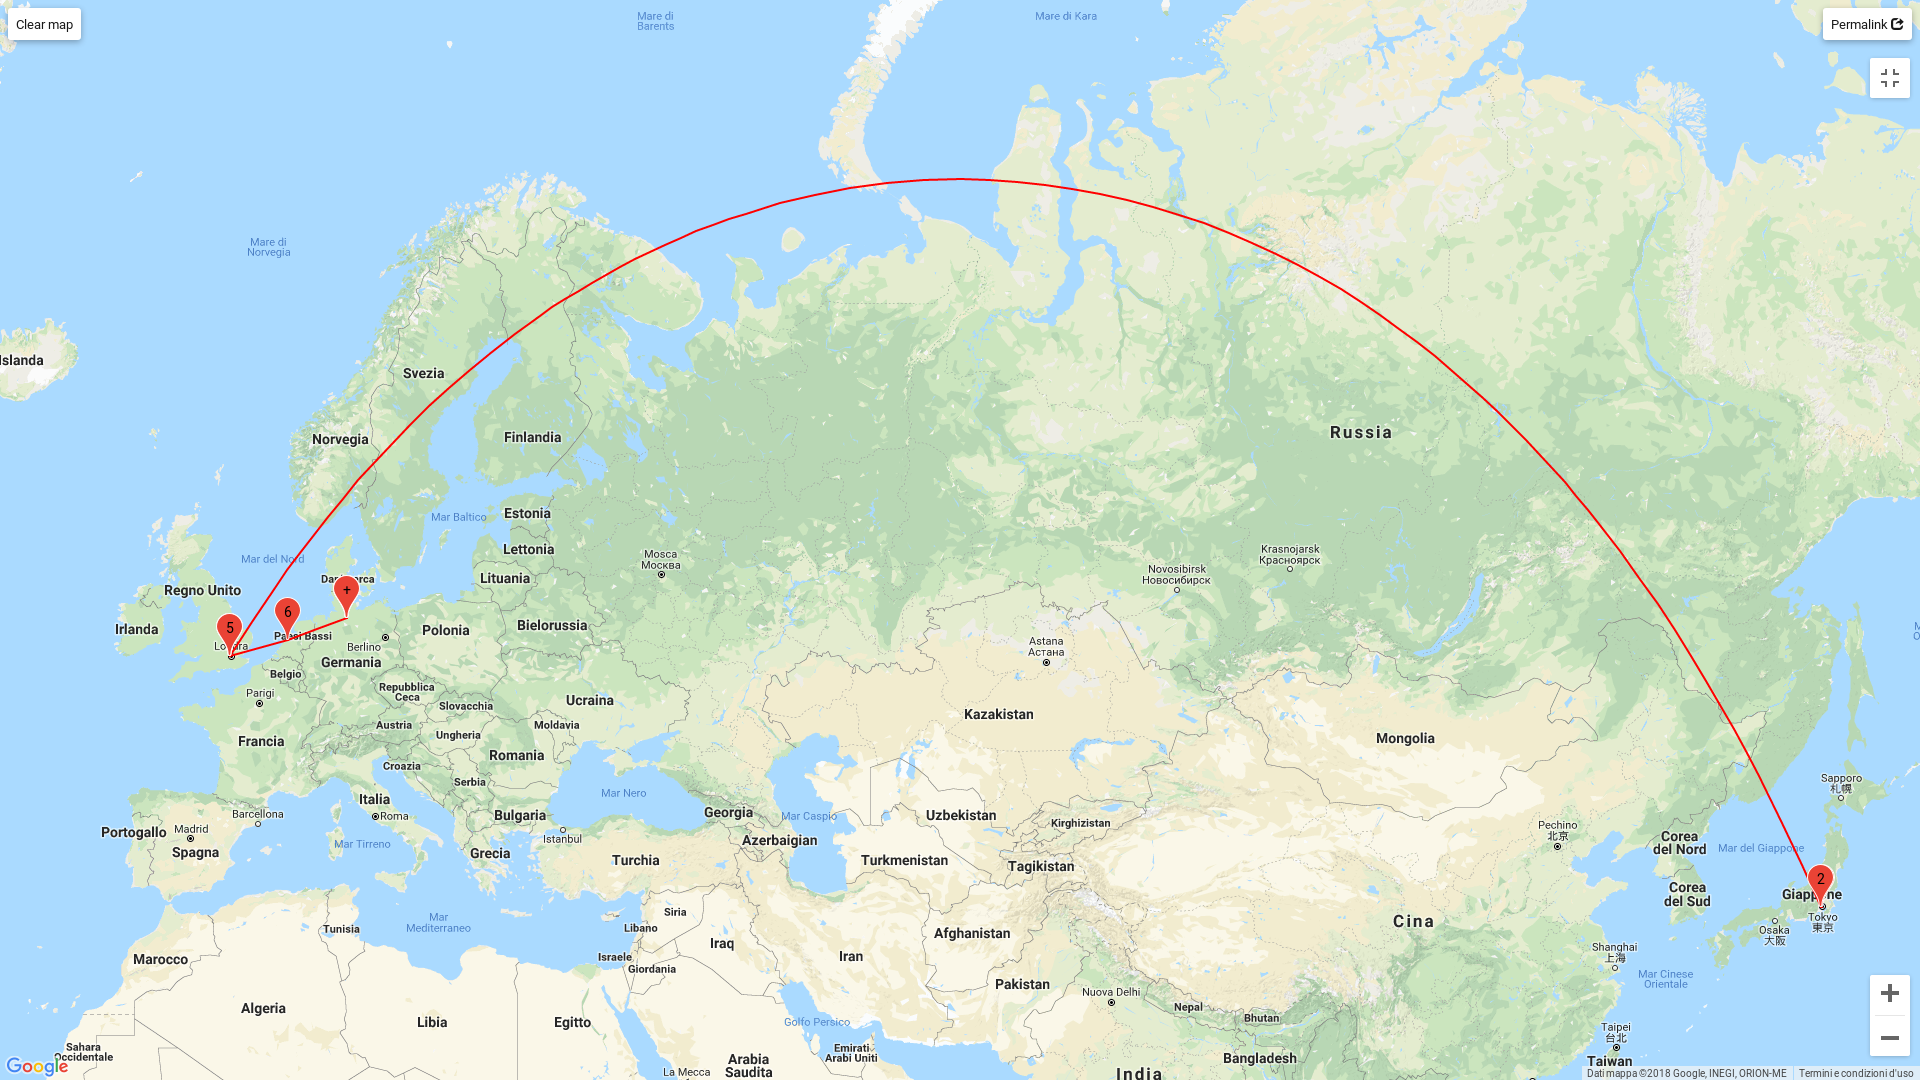 Clear map
Mare di
Barents
Mare di Kara
Permalink
Mare di
Norvegia
Islanda
Svezia
Norvegia
Finlandia
Russia
Mar Baltico
Estonia
Lettonia
Mar del Nord
Mosca
Москва
Krasnojarsk
Красноярск
Novosibirsk
Новосибирск
Lituania
+
Regno Unito
6
5
Irlanda
Paesi Bassi
Polonia
Bielorussia
Berlino
Germania
Belgio
Astana
Астана
Parigi
Repubblica
Ceca
Slovacchia
Ucraina
Kazakistan
Austria
Moldavia
Ungheria
Francia
Romania
Mongolia
Croazia
Serbia
Mar Nero
Italia
Georgia
Mar Caspio
Uzbekistan
Kirghizistan
Sapporo
札幌
Barcellona
Roma
Bulgaria
Istanbul
Portogallo
Madrid
Spagna
Mar Tirreno
Grecia
Azerbaigian
Turchia
Turkmenistan
Tagikistan
Pechino
北京
Corea
del Nord
Mar del Giappone
2
Corea
del Sud
Tokyo
東京
Osaka
大阪
Cina
Siria
Tunisia
Mar
Mediterraneo
Libano
Iraq
Afghanistan
Iran
Marocco
Israele
Giordania
Shanghai
上海
Mar Cinese
Orientale
Pakistan
Nuova Delhi
Nepal
Bhutan
Algeria
Libia
Egitto
Golfo Persico
Taipei
台北
Taiwan
Sahara
Occidentale
Emirati
Arabi Uniti
Arabia
Saudita
Bangladesh
La Mecca
India
Google
Dati mappa ©2018 Google, INEGI, ORION-ME
Termini e condizioni d'uso